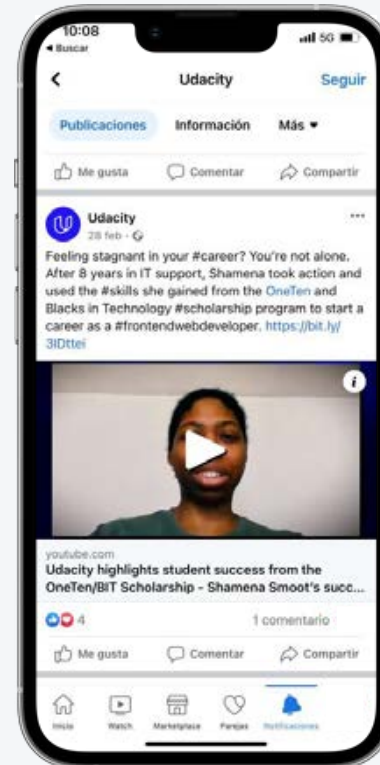 10:08
5G
◀ Buscar
Udacity
Seguir
Publicaciones
Información
Más ▾
Me gusta
Comentar
Compartir
Udacity
28 feb ·
Feeling stagnant in your #career? You're not alone.
After 8 years in IT support, Shamena took action and
used the #skills she gained from the OneTen and
Blacks in Technology #scholarship program to start a
career as a #frontendwebdeveloper. https://bit.ly/
3IDttei
youtube.com
Udacity highlights student success from the
OneTen/BIT Scholarship - Shamena Smoot's succ...
4
1 comentario
Me gusta
Comentar
Compartir
Inicio
Watch
Marketplace
Parejas
Notificaciones